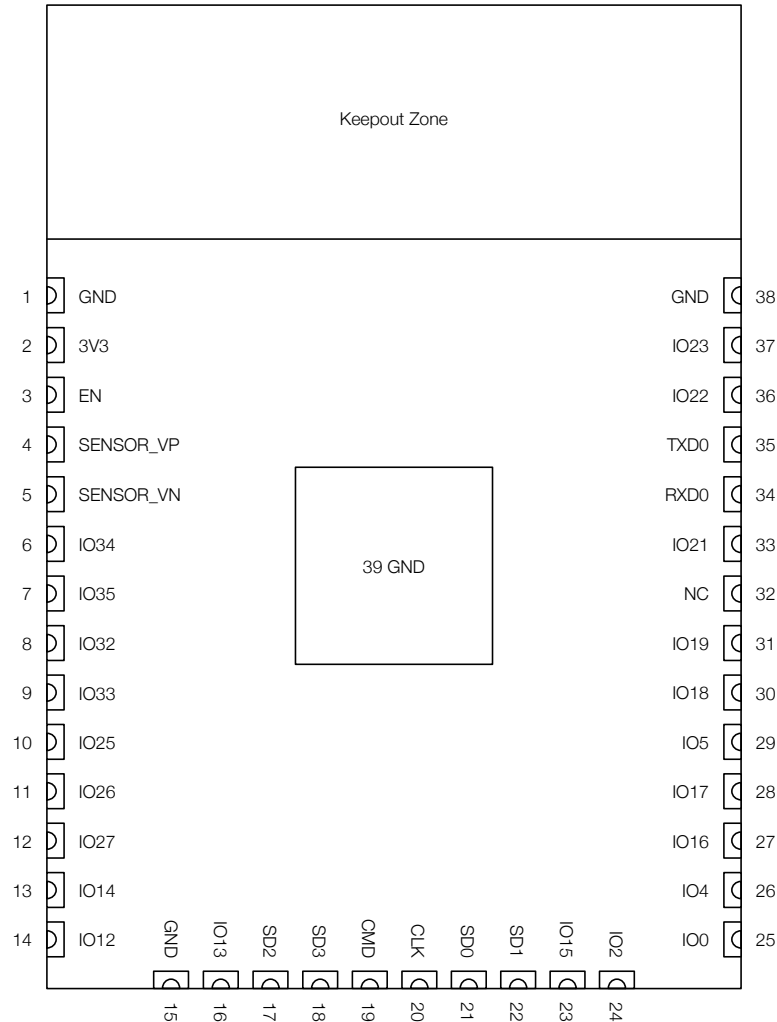 Keepout Zone
1 GND
GND 38
2 3V3
IO23 37
3 EN
IO22 36
4 SENSOR_VP
TXD0 35
5 SENSOR_VN
RXD0 34
6 IO34
IO21 33
39 GND
7 IO35
NC 32
8 IO32
IO19 31
9 IO33
IO18 30
10 IO25
IO5 29
11 IO26
IO17 28
12 IO27
IO16 27
13 IO14
IO4 26
14 IO12
IO0 25
GND 15
IO13 16
SD2 17
SD3 18
CMD 19
CLK 20
SD0 21
SD1 22
IO15 23
IO2 24